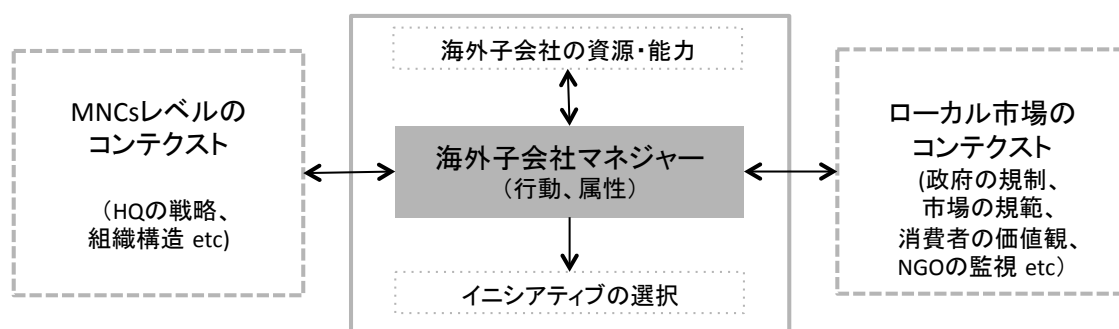 MNCsレベルの
コンテクスト
（HQの戦略、
組織構造 etc)
海外子会社の資源・能力
海外子会社マネジャー
（行動、属性）
イニシアティブの選択
ローカル市場の
コンテクスト
(政府の規制、
市場の規範、
消費者の価値観、
NGOの監視 etc）